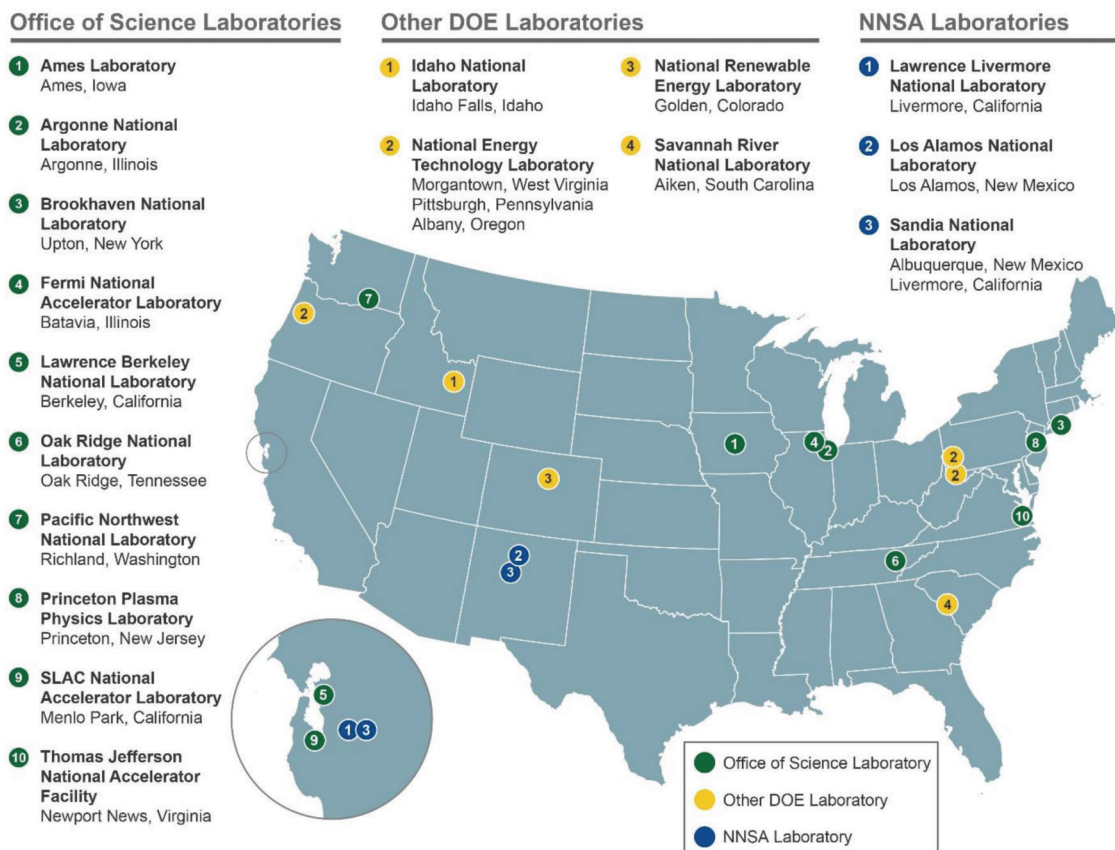 Office of Science Laboratories
1 Ames Laboratory
Ames, Iowa
2 Argonne National
Laboratory
Argonne, Illinois
3 Brookhaven National
Laboratory
Upton, New York
4 Fermi National
Accelerator Laboratory
Batavia, Illinois
5 Lawrence Berkeley
National Laboratory
Berkeley, California
6 Oak Ridge National
Laboratory
Oak Ridge, Tennessee
7 Pacific Northwest
National Laboratory
Richland, Washington
8 Princeton Plasma
Physics Laboratory
Princeton, New Jersey
9 SLAC National
Accelerator Laboratory
Menlo Park, California
10 Thomas Jefferson
National Accelerator
Facility
Newport News, Virginia
Other DOE Laboratories
1 Idaho National
Laboratory
Idaho Falls, Idaho
2 National Energy
Technology Laboratory
Morgantown, West Virginia
Pittsburgh, Pennsylvania
Albany, Oregon
3 National Renewable
Energy Laboratory
Golden, Colorado
4 Savannah River
National Laboratory
Aiken, South Carolina
NNSA Laboratories
1 Lawrence Livermore
National Laboratory
Livermore, California
2 Los Alamos National
Laboratory
Los Alamos, New Mexico
3 Sandia National
Laboratory
Albuquerque, New Mexico
Livermore, California
7
2
1
3
2
3
1
4
2
2
2
8
3
10
6
4
5
1
3
9
Office of Science Laboratory
Other DOE Laboratory
NNSA Laboratory